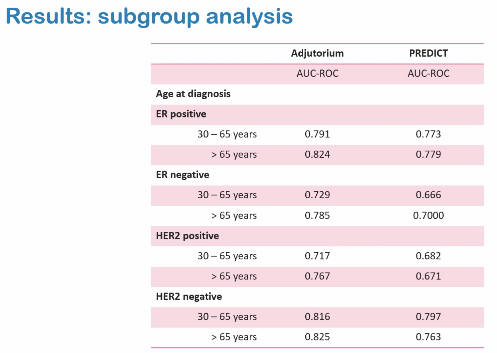 Results: subgroup analysis
Adjutorium PREDICT
AUC-ROC AUC-ROC
Age at diagnosis
ER positive
30 – 65 years 0.791 0.773
> 65 years 0.824 0.779
ER negative
30 – 65 years 0.729 0.666
> 65 years 0.785 0.7000
HER2 positive
30 – 65 years 0.717 0.682
> 65 years 0.767 0.671
HER2 negative
30 – 65 years 0.816 0.797
> 65 years 0.825 0.763